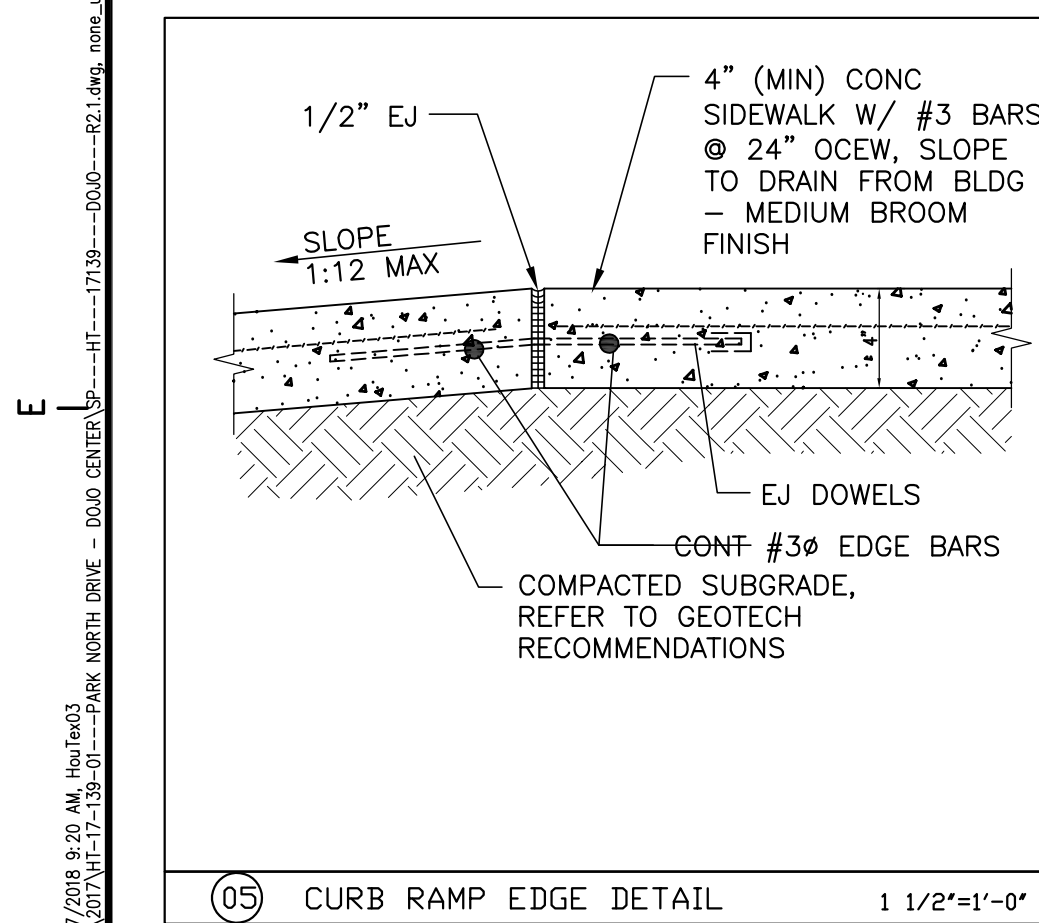 1/2" EJ
4" (MIN) CONC
SIDEWALK W/ #3 BARS
@ 24" OCEW, SLOPE
TO DRAIN FROM BLDG
– MEDIUM BROOM
FINISH
SLOPE
1:12 MAX
4"
EJ DOWELS
CONT #3ø EDGE BARS
COMPACTED SUBGRADE,
REFER TO GEOTECH
RECOMMENDATIONS
05 CURB RAMP EDGE DETAIL 1 1/2"=1'-0"
E
7/2018 9:20 AM, HouTex03
\2017\HT-17-139-01----PARK NORTH DRIVE - DOJO CENTER\SP---HT---17139---DOJO----R2.1.dwg, none_